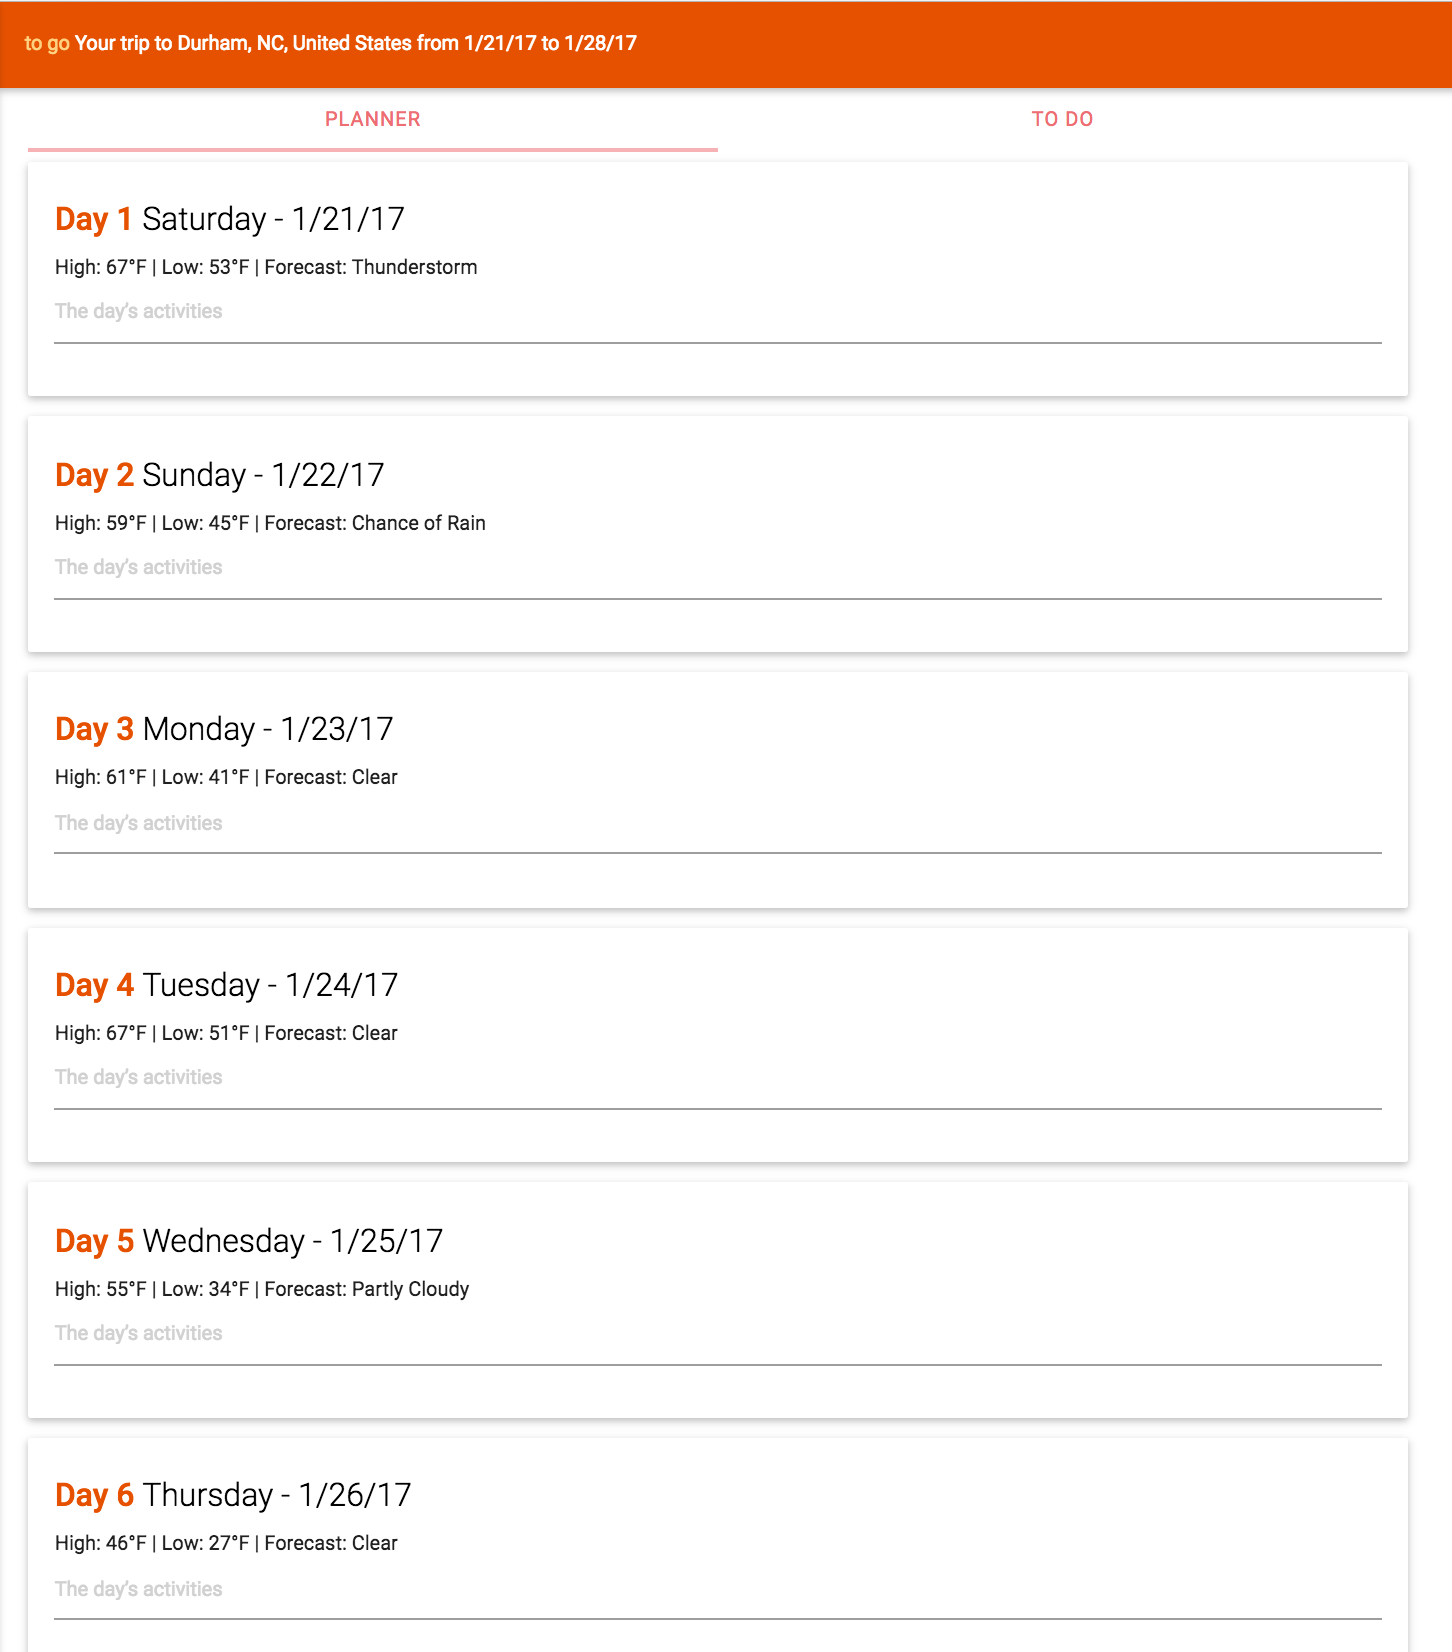 to go Your trip to Durham, NC, United States from 1/21/17 to 1/28/17
PLANNER
TO DO
Day 1 Saturday - 1/21/17
High: 67°F | Low: 53°F | Forecast: Thunderstorm
The day's activities
Day 2 Sunday - 1/22/17
High: 59°F | Low: 45°F | Forecast: Chance of Rain
The day's activities
Day 3 Monday - 1/23/17
High: 61°F | Low: 41°F | Forecast: Clear
The day's activities
Day 4 Tuesday - 1/24/17
High: 67°F | Low: 51°F | Forecast: Clear
The day's activities
Day 5 Wednesday - 1/25/17
High: 55°F | Low: 34°F | Forecast: Partly Cloudy
The day's activities
Day 6 Thursday - 1/26/17
High: 46°F | Low: 27°F | Forecast: Clear
The day's activities